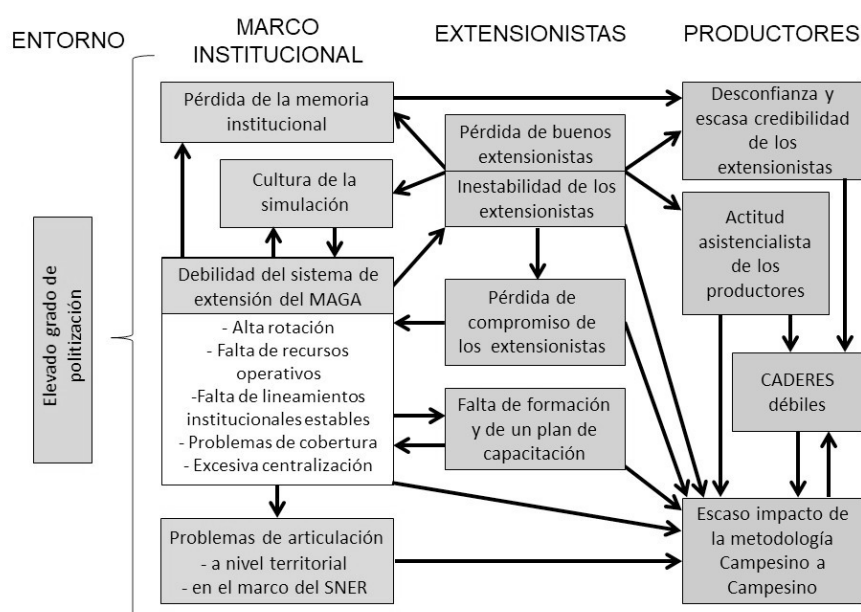 ENTORNO
MARCO
INSTITUCIONAL
EXTENSIONISTAS
PRODUCTORES
Elevado grado de
politización
Pérdida de la memoria
institucional
Cultura de la
simulación
Debilidad del sistema de
extensión del MAGA
- Alta rotación
- Falta de recursos
operativos
-Falta de lineamientos
institucionales estables
- Problemas de cobertura
- Excesiva centralización
Problemas de articulación
- a nivel territorial
- en el marco del SNER
Pérdida de buenos
extensionistas
Inestabilidad de los
extensionistas
Pérdida de
compromiso de
los extensionistas
Falta de formación
y de un plan de
capacitación
Desconfianza y
escasa credibilidad
de los
extensionistas
Actitud
asistencialista
de los
productores
CADERES
débiles
Escaso impacto de
la metodología
Campesino a
Campesino